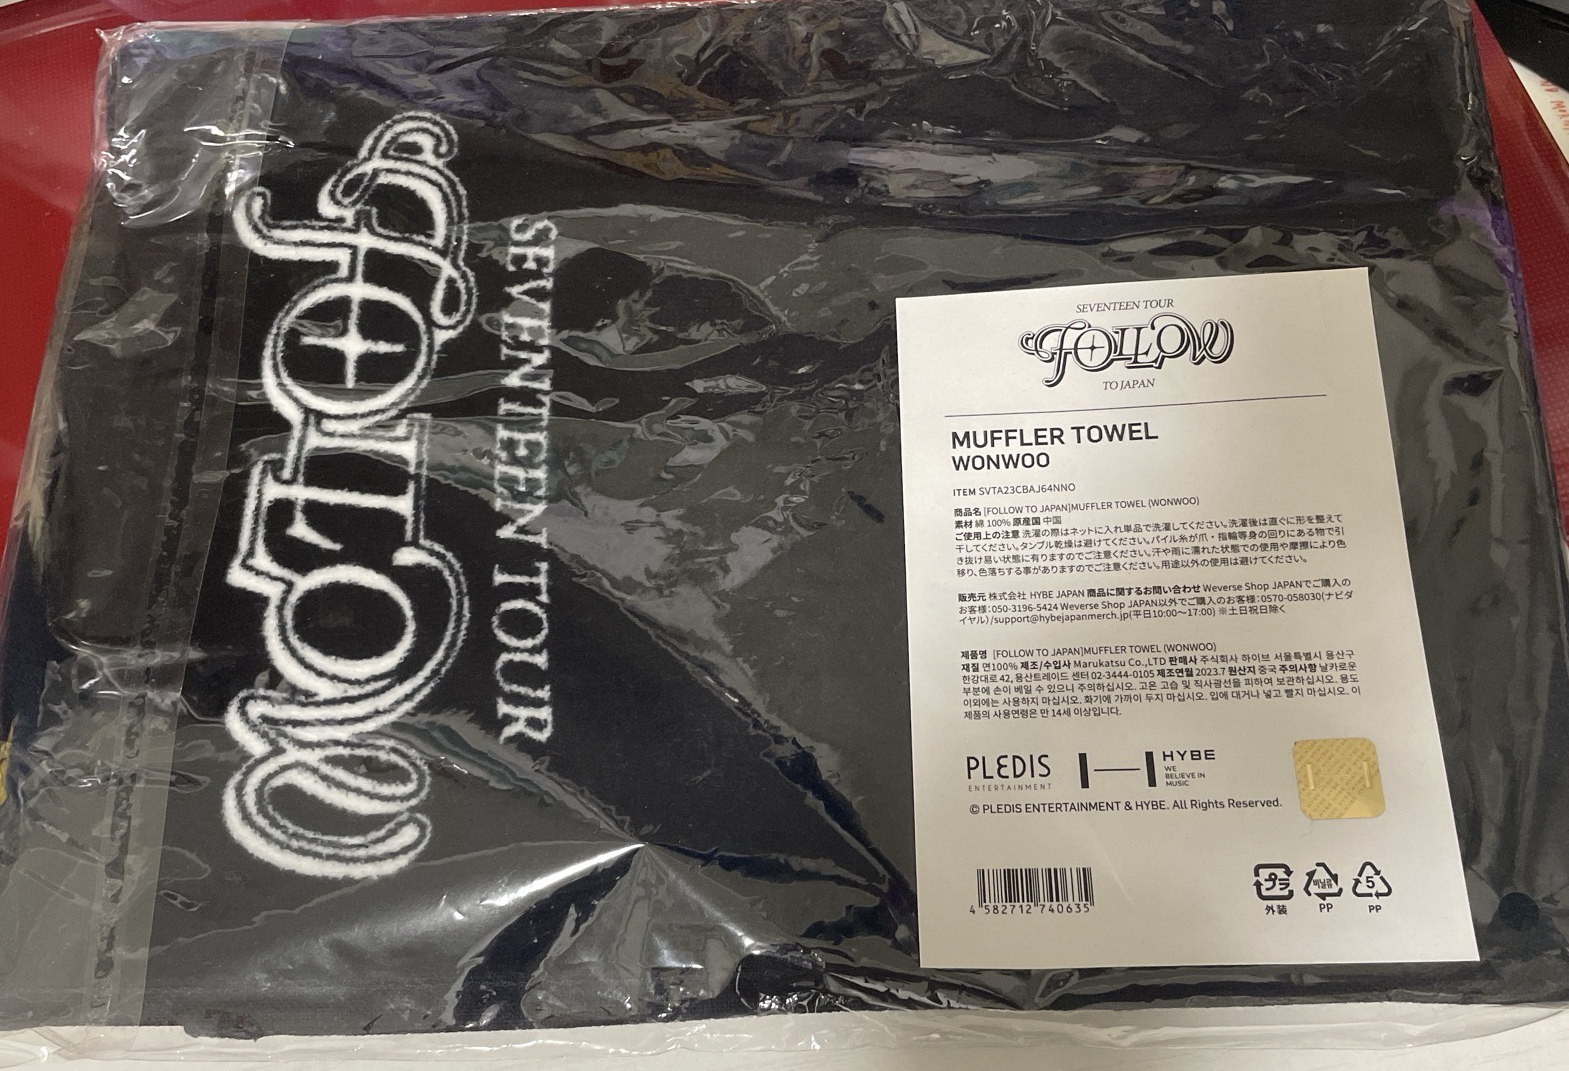 FOLLOW
SEVENTEEN TOUR
SEVENTEEN TOUR
FOLLOW
TO JAPAN
MUFFLER TOWEL
WONWOO
ITEM SVTA23CBAJ64NNO
商品名 [FOLLOW TO JAPAN]MUFFLER TOWEL (WONWOO)
素材 綿 100% 原産国 中国
ご使用上の注意 洗濯の際はネットに入れ単品で洗濯してください。洗濯後は直ぐに形を整えて
干してください。タンブル乾燥は避けてください。パイル糸が爪・指輪等身の回りにある物で引
き抜け易い状態に有りますのでご注意ください。汗や雨に濡れた状態での使用や摩擦により色
移り、色落ちする事がありますのでご注意ください。用途以外の使用は避けてください。
販売元 株式会社 HYBE JAPAN 商品に関するお問い合わせ Weverse Shop JAPANでご購入の
お客様:050-3196-5424 Weverse Shop JAPAN以外でご購入のお客様:0570-058030(ナビダ
イヤル)/support@hybejapanmerch.jp(平日10:00〜17:00) ※土日祝日除く
제품명 [FOLLOW TO JAPAN]MUFFLER TOWEL (WONWOO)
재질 면100% 제조/수입사 Marukatsu Co.,LTD 판매사 주식회사 하이브 서울특별시 용산구
한강대로 42, 용산트레이드 센터 02-3444-0105 제조연월 2023.7 원산지 중국 주의사항 날카로운
부분에 손이 베일 수 있으니 주의하십시오. 고온 고습 및 직사광선을 피하여 보관하십시오. 용도
이외에는 사용하지 마십시오. 화기에 가까이 두지 마십시오. 입에 대거나 넣고 빨지 마십시오. 이
제품의 사용연령은 만 14세 이상입니다.
PLEDIS
ENTERTAINMENT
HYBE
WE
BELIEVE IN
MUSIC
© PLEDIS ENTERTAINMENT & HYBE. All Rights Reserved.
4 582712 740635
プラ
外装
비닐류
PP
5
PP